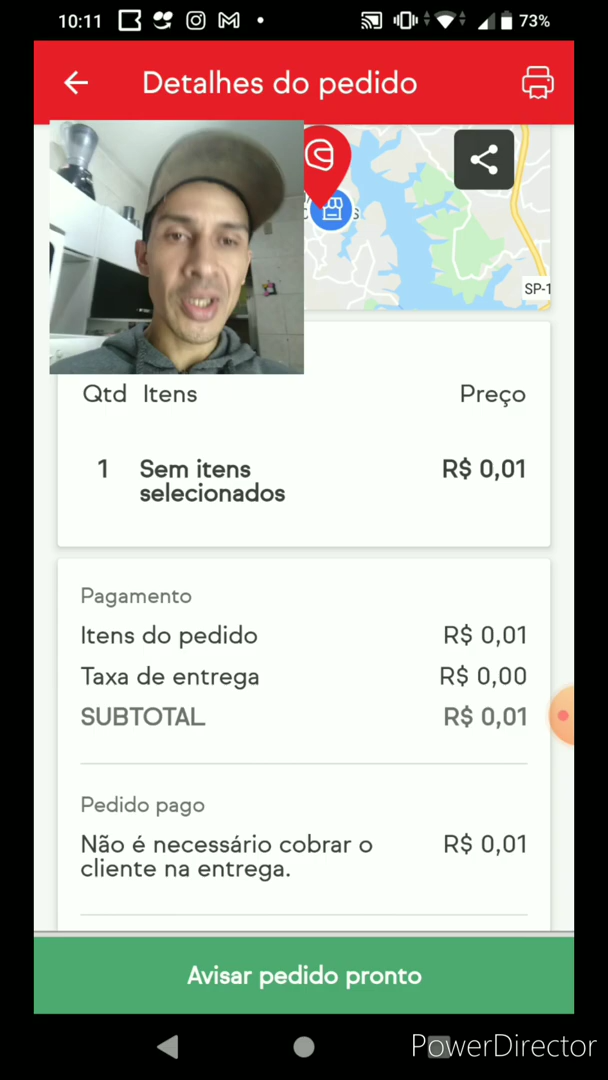 10:11
73%
Detalhes do pedido
SP-1
Qtd Itens Preço
1 Sem itens selecionados R$ 0,01
Pagamento
Itens do pedido R$ 0,01
Taxa de entrega R$ 0,00
SUBTOTAL R$ 0,01
Pedido pago
Não é necessário cobrar o R$ 0,01
cliente na entrega.
Avisar pedido pronto
PowerDirector